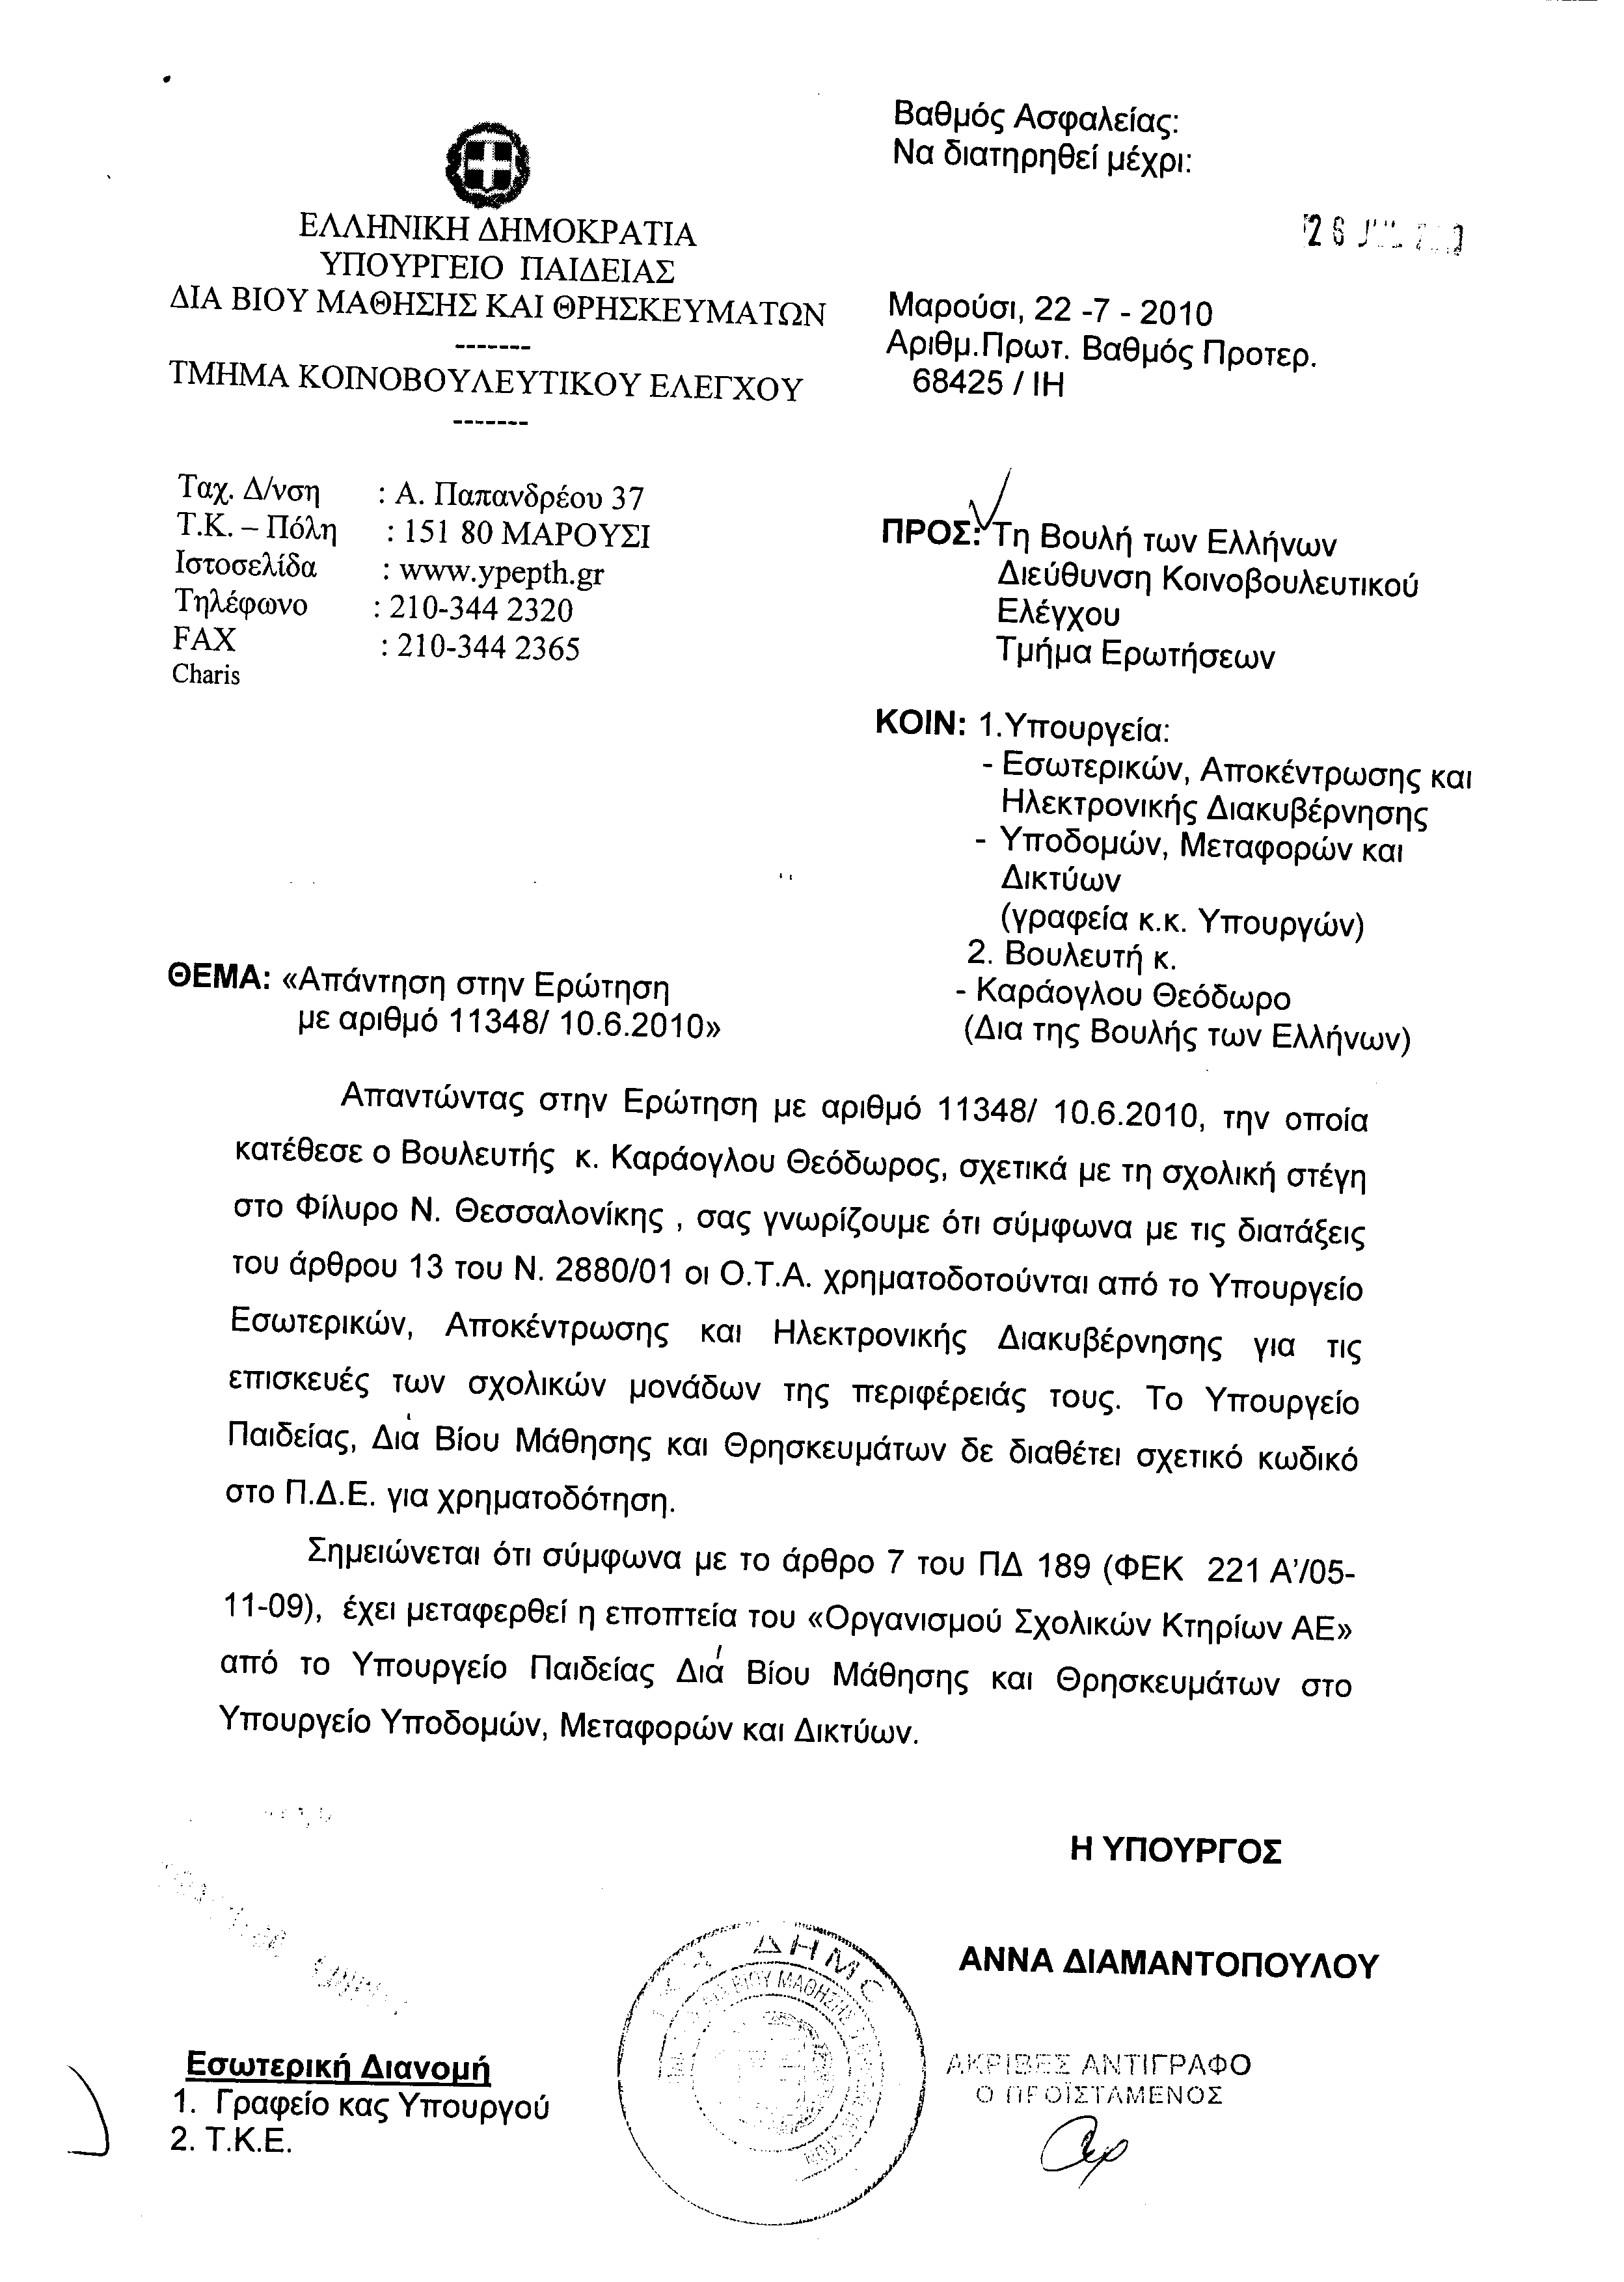 ΕΛΛΗΝΙΚΗ ΔΗΜΟΚΡΑΤΙΑ
ΥΠΟΥΡΓΕΙΟ ΠΑΙΔΕΙΑΣ
ΔΙΑ ΒΙΟΥ ΜΑΘΗΣΗΣ ΚΑΙ ΘΡΗΣΚΕΥΜΑΤΩΝ
-------
ΤΜΗΜΑ ΚΟΙΝΟΒΟΥΛΕΥΤΙΚΟΥ ΕΛΕΓΧΟΥ
-------
Ταχ. Δ/νση : Α. Παπανδρέου 37
Τ.Κ. – Πόλη : 151 80 ΜΑΡΟΥΣΙ
Ιστοσελίδα : www.ypepth.gr
Τηλέφωνο : 210-344 2320
FAX : 210-344 2365
Charis
Βαθμός Ασφαλείας:
Να διατηρηθεί μέχρι:
26
Μαρούσι, 22 -7 - 2010
Αριθμ.Πρωτ. Βαθμός Προτερ.
68425 / ΙΗ
ΠΡΟΣ: Τη Βουλή των Ελλήνων
Διεύθυνση Κοινοβουλευτικού
Ελέγχου
Τμήμα Ερωτήσεων
ΚΟΙΝ: 1.Υπουργεία:
- Εσωτερικών, Αποκέντρωσης και
Ηλεκτρονικής Διακυβέρνησης
- Υποδομών, Μεταφορών και
Δικτύων
(γραφεία κ.κ. Υπουργών)
2. Βουλευτή κ.
- Καράογλου Θεόδωρο
(Δια της Βουλής των Ελλήνων)
ΘΕΜΑ: «Απάντηση στην Ερώτηση
με αριθμό 11348/ 10.6.2010»
Απαντώντας στην Ερώτηση με αριθμό 11348/ 10.6.2010, την οποία
κατέθεσε ο Βουλευτής κ. Καράογλου Θεόδωρος, σχετικά με τη σχολική στέγη
στο Φίλυρο Ν. Θεσσαλονίκης , σας γνωρίζουμε ότι σύμφωνα με τις διατάξεις
του άρθρου 13 του Ν. 2880/01 οι Ο.Τ.Α. χρηματοδοτούνται από το Υπουργείο
Εσωτερικών, Αποκέντρωσης και Ηλεκτρονικής Διακυβέρνησης για τις
επισκευές των σχολικών μονάδων της περιφέρειάς τους. Το Υπουργείο
Παιδείας, Διά Βίου Μάθησης και Θρησκευμάτων δε διαθέτει σχετικό κωδικό
στο Π.Δ.Ε. για χρηματοδότηση.
Σημειώνεται ότι σύμφωνα με το άρθρο 7 του ΠΔ 189 (ΦΕΚ 221 Α’/05-
11-09), έχει μεταφερθεί η εποπτεία του «Οργανισμού Σχολικών Κτηρίων ΑΕ»
από το Υπουργείο Παιδείας Διά Βίου Μάθησης και Θρησκευμάτων στο
Υπουργείο Υποδομών, Μεταφορών και Δικτύων.
Η ΥΠΟΥΡΓΟΣ
ΑΝΝΑ ΔΙΑΜΑΝΤΟΠΟΥΛΟΥ
ΑΚΡΙΒΕΣ ΑΝΤΙΓΡΑΦΟ
Ο ΠΡΟΪΣΤΑΜΕΝΟΣ
Εσωτερική Διανομή
1. Γραφείο κας Υπουργού
2. Τ.Κ.Ε.
ΒΙΟΥ ΜΑΘΗΣΗΣ